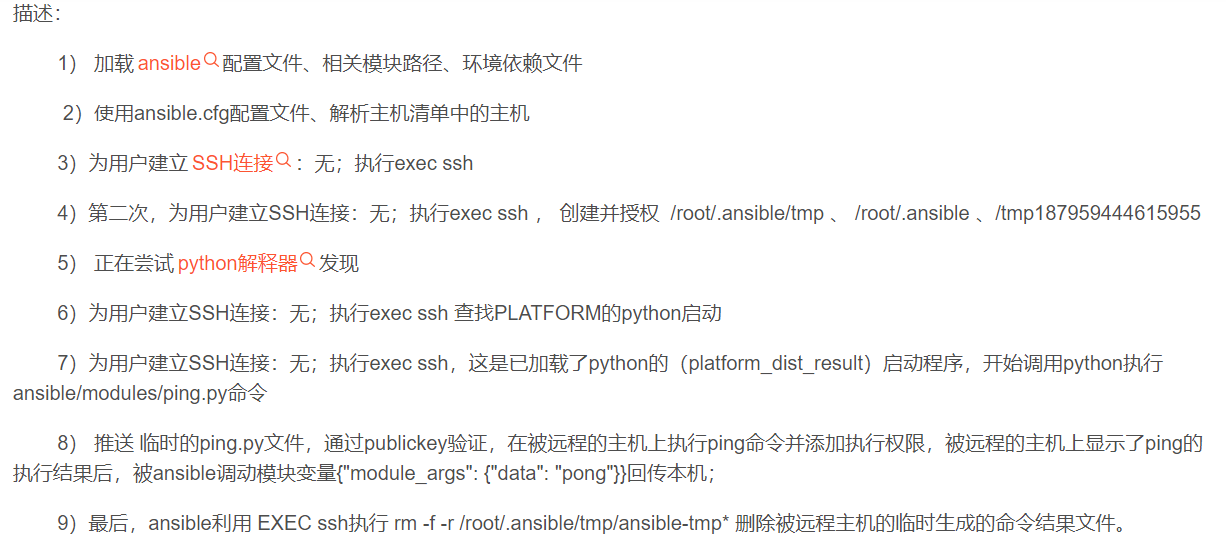 描述：
1） 加载 ansible 配置文件、相关模块路径、环境依赖文件
2）使用ansible.cfg配置文件、解析主机清单中的主机
3）为用户建立 SSH连接 ：无；执行exec ssh
4）第二次，为用户建立SSH连接：无；执行exec ssh ， 创建并授权 /root/.ansible/tmp 、 /root/.ansible 、/tmp187959444615955
5） 正在尝试 python解释器 发现
6）为用户建立SSH连接：无；执行exec ssh 查找PLATFORM的python启动
7）为用户建立SSH连接：无；执行exec ssh，这是已加载了python的（platform_dist_result）启动程序，开始调用python执行
ansible/modules/ping.py命令
8） 推送 临时的ping.py文件，通过publickey验证，在被远程的主机上执行ping命令并添加执行权限，被远程的主机上显示了ping的
执行结果后，被ansible调动模块变量{"module_args": {"data": "pong"}}回传本机；
9）最后，ansible利用 EXEC ssh执行 rm -f -r /root/.ansible/tmp/ansible-tmp* 删除被远程主机的临时生成的命令结果文件。